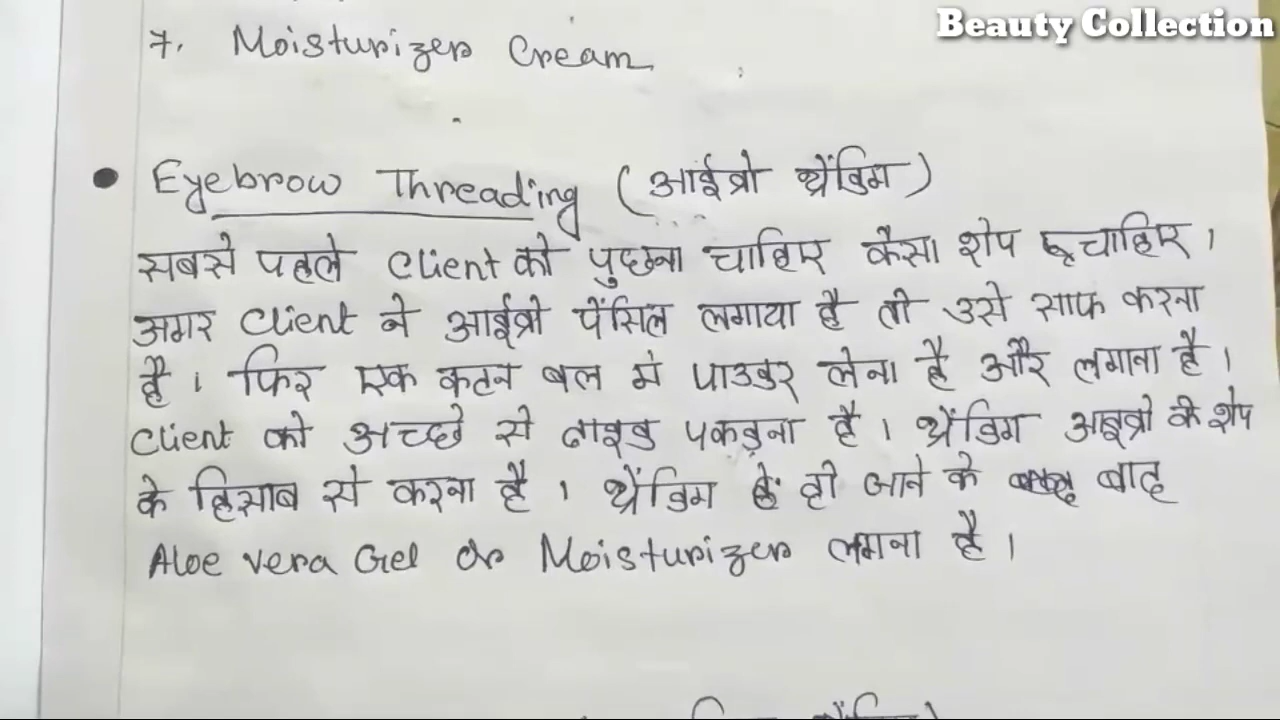 Beauty Collection
7. Moisturizer Cream
• Eyebrow Threading (आईब्रो थ्रेंडिग)
सबसे पहले Client को पुछना चाहिए कैसा शेप चाहिए।
अगर Client ने आईब्रो पेंसिल लगाया है तो उसे साफ करना
है। फिर एक कटन बल मे पाउडर लेना है और लगाना है।
Client को अच्छे से टाइड पकड़ना है। थ्रेंडिग आइब्रो के शेप
के हिसाब से करना है। थ्रेंडिग हो जाने के बाद
Aloe vera Gel or Moisturizer लगाना है।